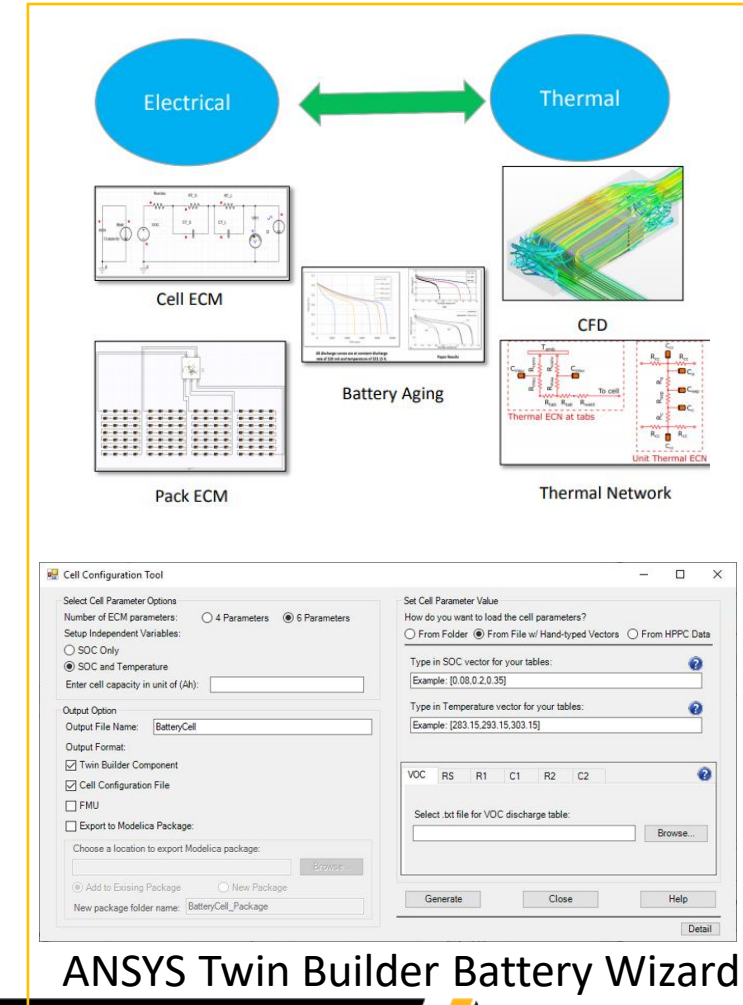 Electrical
Thermal
Cell ECM
CFD
Battery Aging
Paper Results
To cell
Thermal ECN at tabs
Unit Thermal ECN
Pack ECM
Thermal Network
Cell Configuration Tool
Select Cell Parameter Options
Number of ECM parameters:
4 Parameters
6 Parameters
Setup Independent Variables:
SOC Only
SOC and Temperature
Enter cell capacity in unit of (Ah):
Output Option
Output File Name:
BatteryCell
Output Format:
Twin Builder Component
Cell Configuration File
FMU
Export to Modelica Package:
Choose a location to export Modelica package:
Browse...
Add to Exising Package
New Package
New package folder name:
BatteryCell_Package
Set Cell Parameter Value
How do you want to load the cell parameters?
From Folder
From File w/ Hand-typed Vectors
From HPPC Data
Type in SOC vector for your tables:
Example: [0.08,0.2,0.35]
Type in Temperature vector for your tables:
Example: [283.15,293.15,303.15]
VOC RS R1 C1 R2 C2
Select .txt file for VOC discharge table:
Browse...
Generate
Close
Help
Detail
ANSYS Twin Builder Battery Wizard